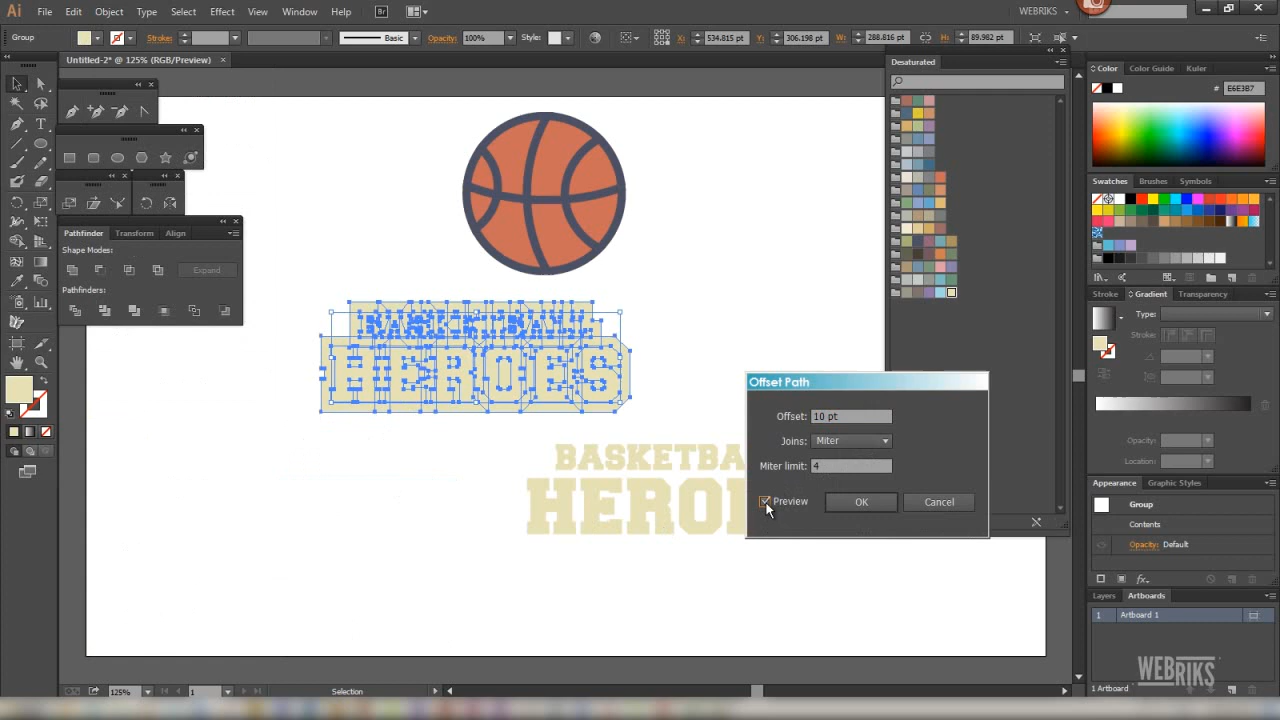 Ai File Edit Object Type Select Effect View Window Help Br WEBRIKS
Group Stroke: Basic Opacity: 100% Style: X: 534.815 pt Y: 306.198 pt W: 288.816 pt H: 89.982 pt
Untitled-2* @ 125% (RGB/Preview) ×
Desaturated
Color Color Guide Kuler
# E6E3B7
Swatches Brushes Symbols
Pathfinder Transform Align
Shape Modes:
Expand
Pathfinders:
Stroke Gradient Transparency
Type:
Stroke:
BASKETBALL
HEROES
Offset Path
Offset: 10 pt
Joins: Miter
Miter limit: 4
Preview OK Cancel
BASKETBA
HERO
Opacity:
Location:
Appearance Graphic Styles
Group
Contents
Opacity: Default
Layers Artboards
1 Artboard 1
WEBRIKS
1 Artboard
125% 1 Selection